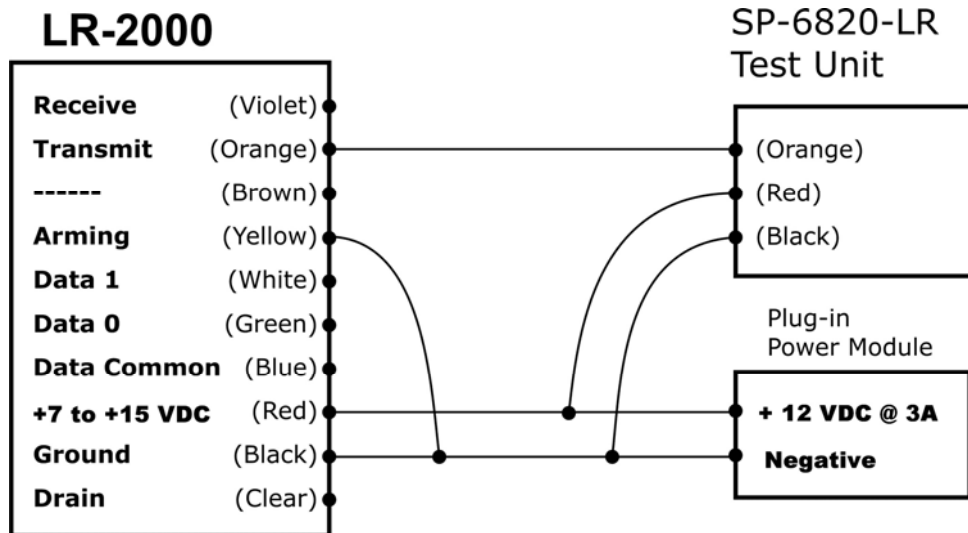 LR-2000
Receive (Violet)
Transmit (Orange)
------ (Brown)
Arming (Yellow)
Data 1 (White)
Data 0 (Green)
Data Common (Blue)
+7 to +15 VDC (Red)
Ground (Black)
Drain (Clear)
SP-6820-LR
Test Unit
(Orange)
(Red)
(Black)
Plug-in
Power Module
+ 12 VDC @ 3A
Negative